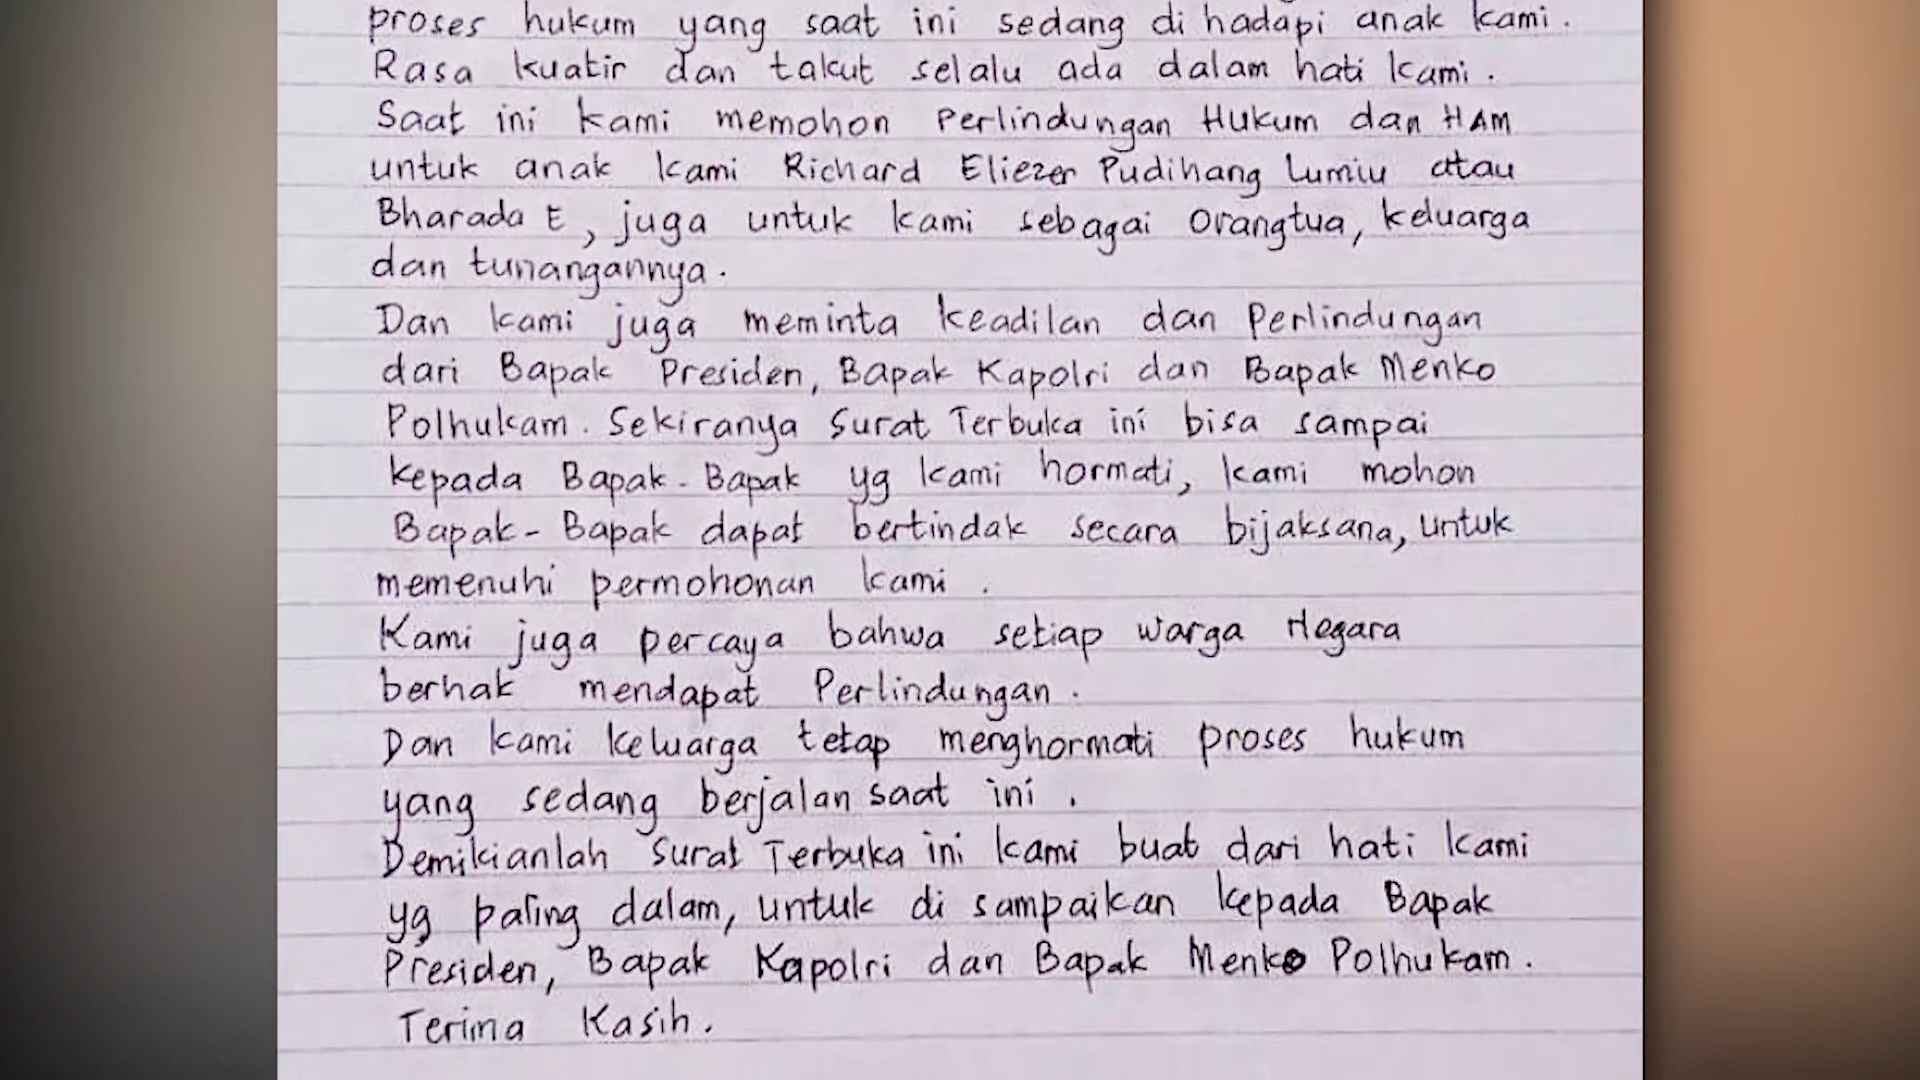 proses hukum yang saat ini sedang di hadapi anak kami.
Rasa kuatir dan takut selalu ada dalam hati kami.
Saat ini kami memohon Perlindungan Hukum dan HAM
untuk anak kami Richard Eliezer Pudihang Lumiu atau
Bharada E, juga untuk kami sebagai Orangtua, keluarga
dan tunangannya.
Dan kami juga meminta keadilan dan Perlindungan
dari Bapak Presiden, Bapak Kapolri dan Bapak Menko
Polhukam. Sekiranya Surat Terbuka ini bisa sampai
kepada Bapak-Bapak yg kami hormati, kami mohon
Bapak-Bapak dapat bertindak secara bijaksana, untuk
memenuhi permohonan kami.
Kami juga percaya bahwa setiap warga Negara
berhak mendapat Perlindungan.
Dan kami keluarga tetap menghormati proses hukum
yang sedang berjalan saat ini.
Demikianlah Surat Terbuka ini kami buat dari hati kami
yg paling dalam, untuk di sampaikan kepada Bapak
Presiden, Bapak Kapolri dan Bapak Menko Polhukam.
Terima Kasih.